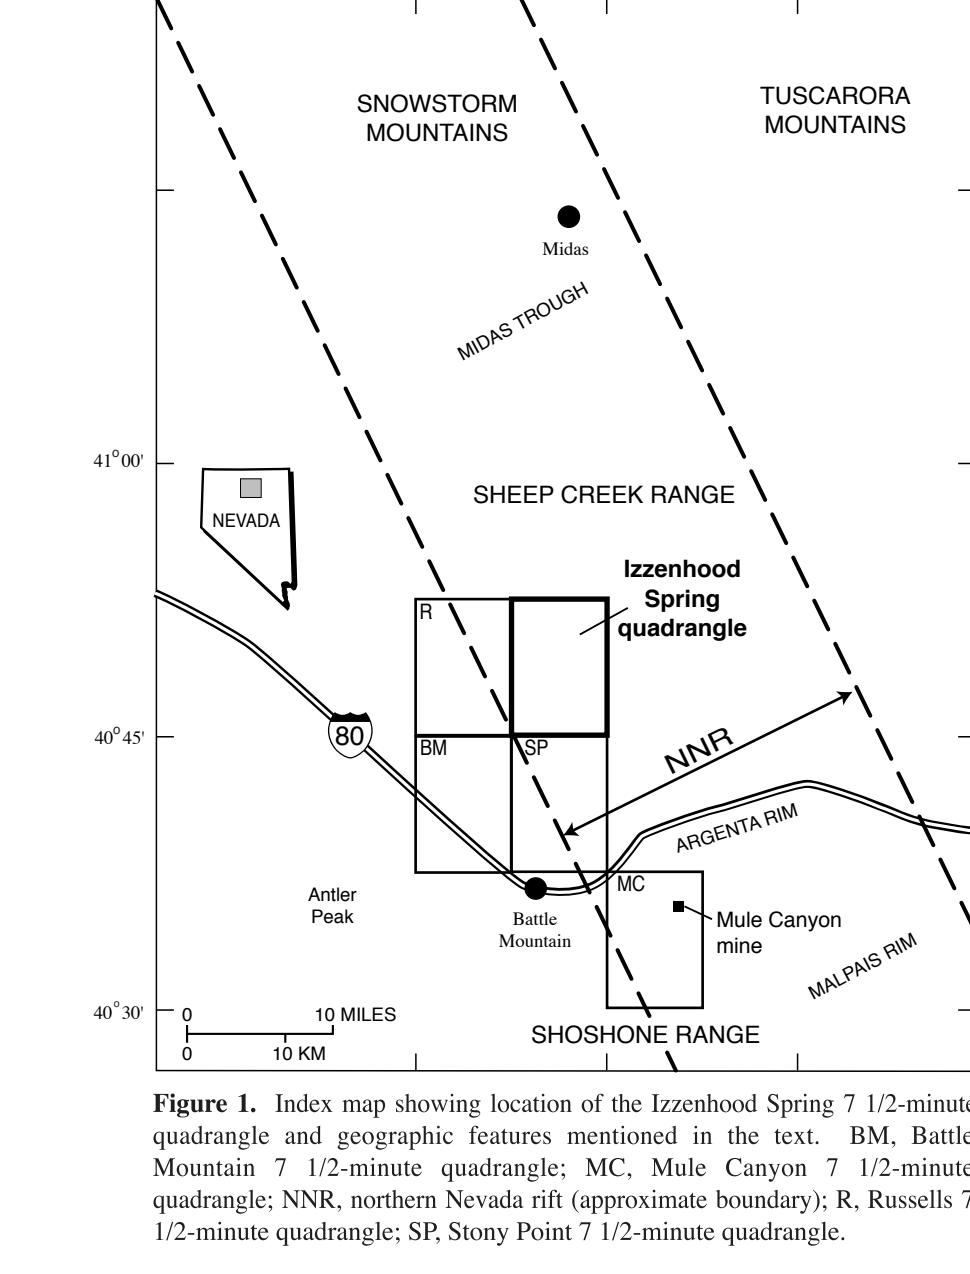 SNOWSTORM
MOUNTAINS
TUSCARORA
MOUNTAINS
Midas
MIDAS TROUGH
41°00'
SHEEP CREEK RANGE
NEVADA
Izzenhood
Spring
quadrangle
R
80
40°45'
BM
SP
NNR
ARGENTA RIM
MC
Antler
Peak
Battle
Mountain
Mule Canyon
mine
MALPAIS RIM
40°30'
0 10 MILES
0 10 KM
SHOSHONE RANGE
Figure 1. Index map showing location of the Izzenhood Spring 7 1/2-minute
quadrangle and geographic features mentioned in the text. BM, Battle
Mountain 7 1/2-minute quadrangle; MC, Mule Canyon 7 1/2-minute
quadrangle; NNR, northern Nevada rift (approximate boundary); R, Russells 7
1/2-minute quadrangle; SP, Stony Point 7 1/2-minute quadrangle.